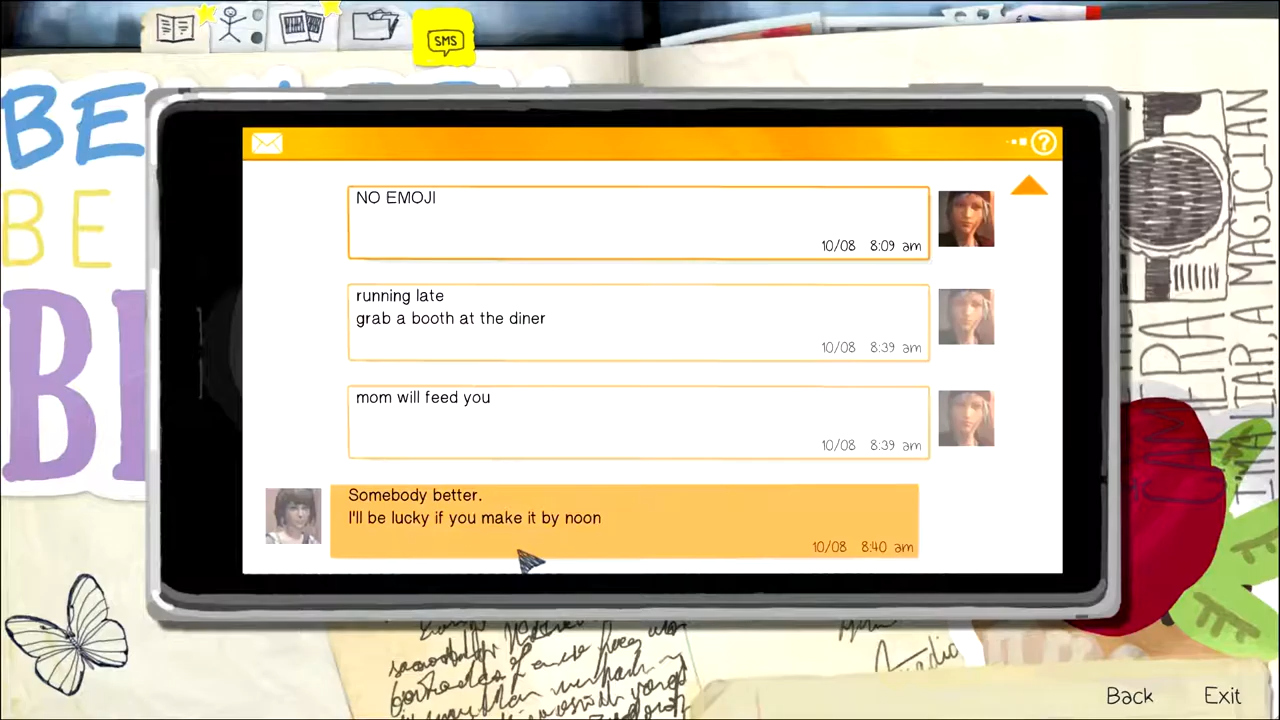 SMS
BE
BE
NO EMOJI
10/08 8:09 am
running late
grab a booth at the diner
10/08 8:39 am
mom will feed you
10/08 8:39 am
Somebody better.
I'll be lucky if you make it by noon
10/08 8:40 am
CAMERA
LIAR, A MAGICIAN
Back
Exit